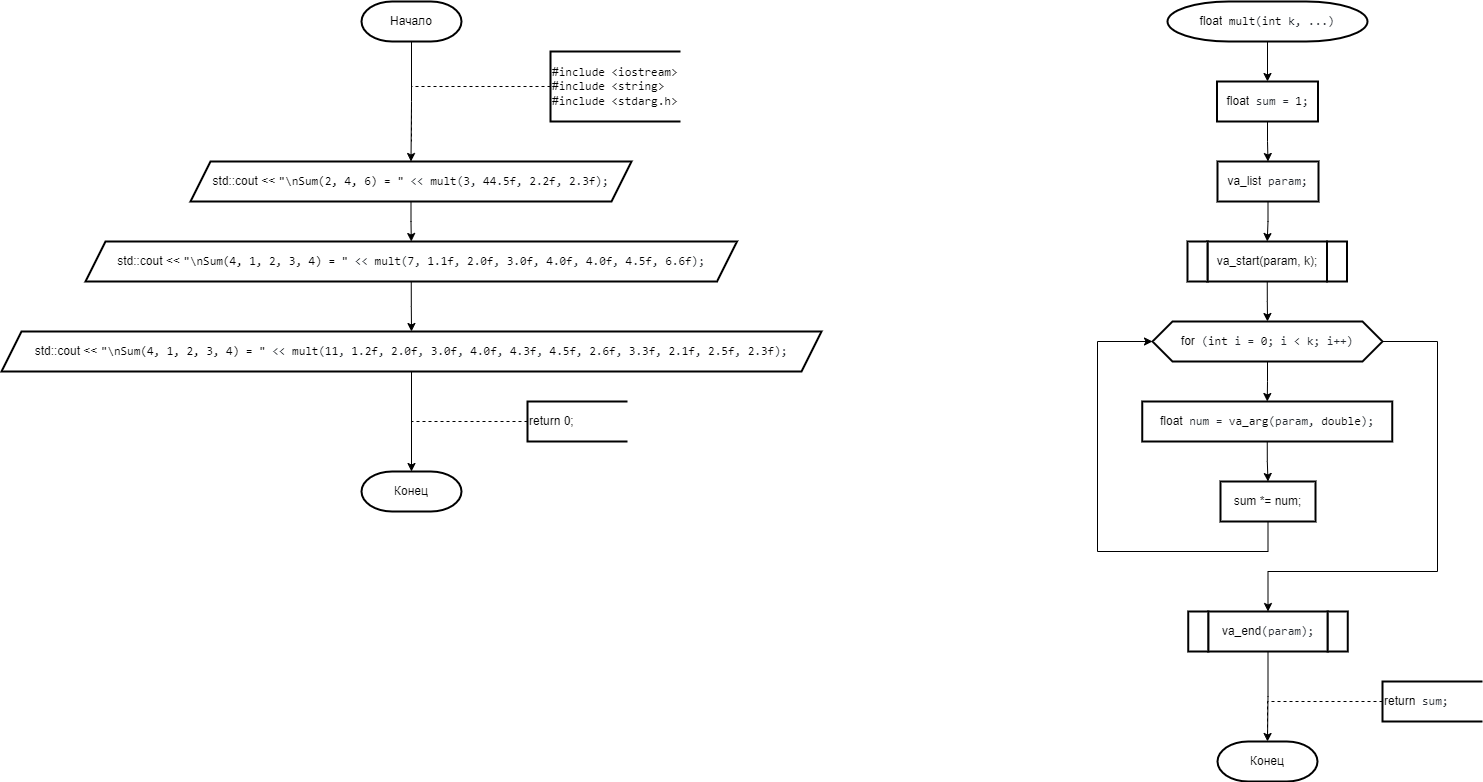 Начало
#include <iostream>
#include <string>
#include <stdarg.h>
std::cout << "\nSum(2, 4, 6) = " << mult(3, 44.5f, 2.2f, 2.3f);
std::cout << "\nSum(4, 1, 2, 3, 4) = " << mult(7, 1.1f, 2.0f, 3.0f, 4.0f, 4.0f, 4.5f, 6.6f);
std::cout << "\nSum(4, 1, 2, 3, 4) = " << mult(11, 1.2f, 2.0f, 3.0f, 4.0f, 4.3f, 4.5f, 2.6f, 3.3f, 2.1f, 2.5f, 2.3f);
return 0;
Конец
float mult(int k, ...)
float sum = 1;
va_list param;
va_start(param, k);
for (int i = 0; i < k; i++)
float num = va_arg(param, double);
sum *= num;
va_end(param);
return sum;
Конец